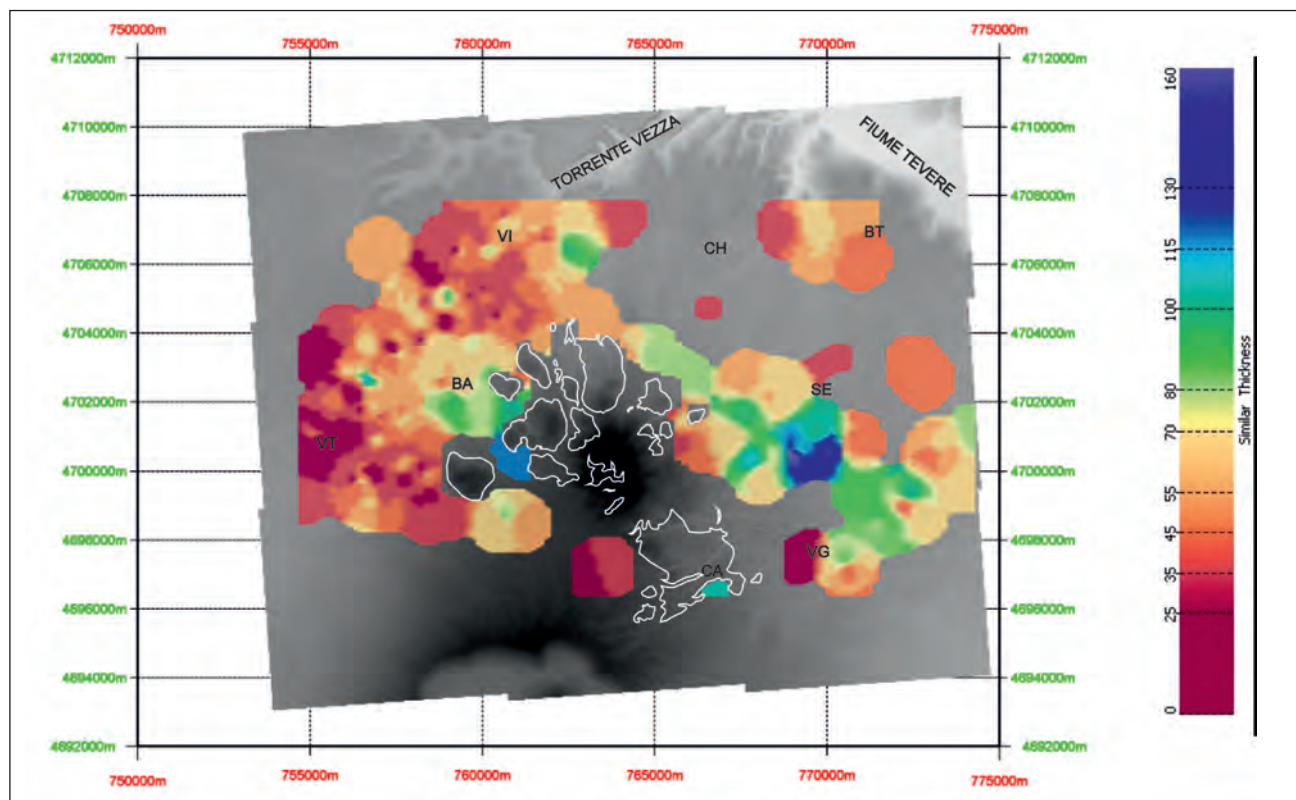 750000m 755000m 760000m 765000m 770000m 775000m
4712000m 4712000m
4710000m 4710000m
4708000m 4708000m
4706000m 4706000m
4704000m 4704000m
4702000m 4702000m
4700000m 4700000m
4698000m 4698000m
4696000m 4696000m
4694000m 4694000m
4692000m 4692000m
750000m 755000m 760000m 765000m 770000m 775000m
TORRENTE VEZZA
FIUME TEVERE
VI
CH
BT
BA
SE
VT
VG
CA
160
130
115
100
80
70
55
45
35
25
0
Similar Thickness